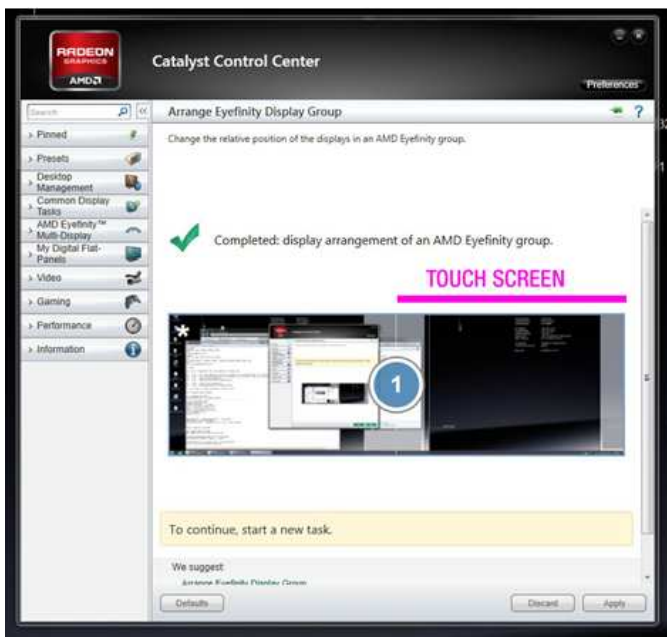 RADEON
GRAPHICS
AMD
Catalyst Control Center
Preferences
Search
Arrange Eyefinity Display Group
?
Change the relative position of the displays in an AMD Eyefinity group.
Pinned
Presets
Desktop
Management
Common Display
Tasks
AMD Eyefinity™
Multi-Display
My Digital Flat-
Panels
Video
Gaming
Performance
Information
Completed: display arrangement of an AMD Eyefinity group.
TOUCH SCREEN
*
1
To continue, start a new task.
We suggest
Arrange Eyefinity Display Group
Defaults
Discard
Apply